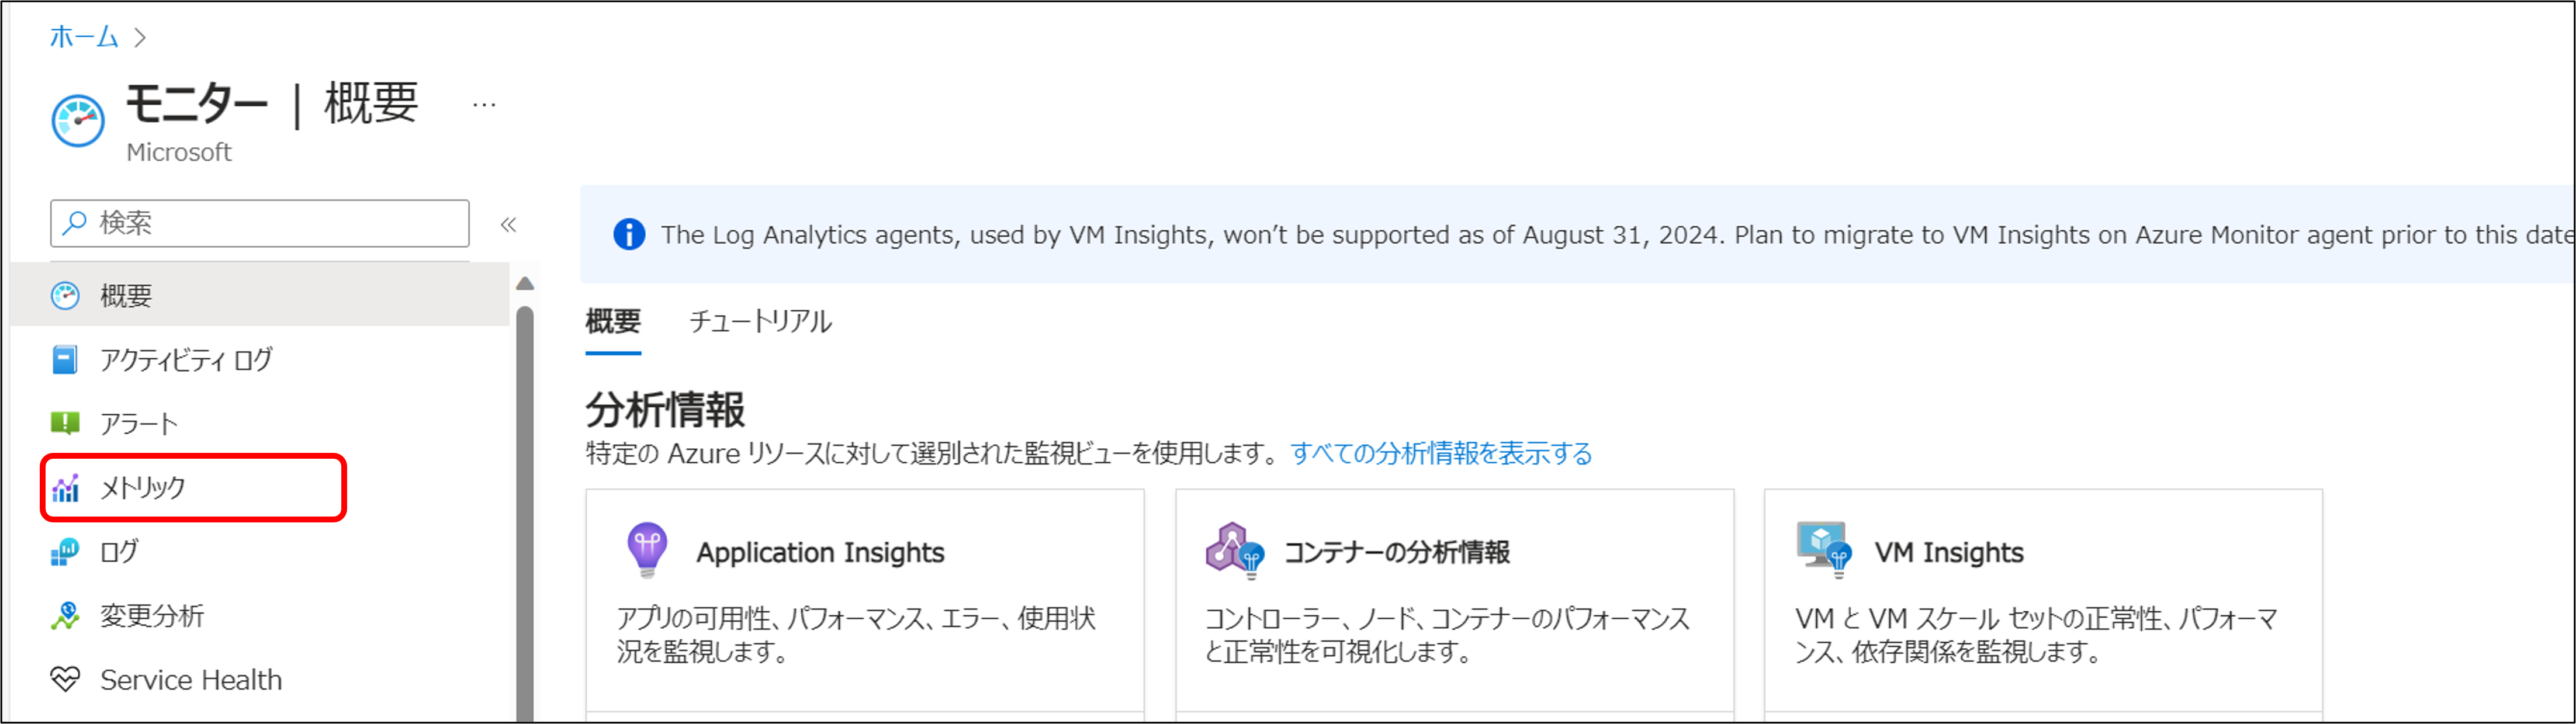 ホーム
モニター | 概要 …
Microsoft
検索
概要
アクティビティ ログ
アラート
メトリック
ログ
変更分析
Service Health
The Log Analytics agents, used by VM Insights, won’t be supported as of August 31, 2024. Plan to migrate to VM Insights on Azure Monitor agent prior to this date
概要 チュートリアル
分析情報
特定の Azure リソースに対して選別された監視ビューを使用します。 すべての分析情報を表示する
Application Insights
アプリの可用性、パフォーマンス、エラー、使用状
況を監視します。
コンテナーの分析情報
コントローラー、ノード、コンテナーのパフォーマンス
と正常性を可視化します。
VM Insights
VM と VM スケール セットの正常性、パフォーマ
ンス、依存関係を監視します。